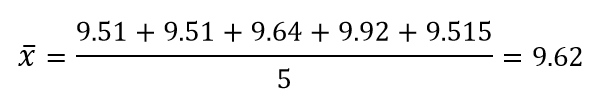 x̄ = (9.51 + 9.51 + 9.64 + 9.92 + 9.515) / 5 = 9.62